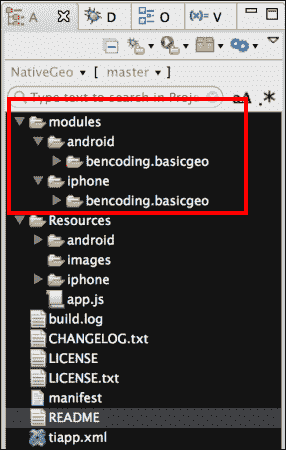 A D O (x)= V
NativeGeo ▾ [ master ] ▾
Type text to search in Proje aA .*
modules
android
bencoding.basicgeo
iphone
bencoding.basicgeo
Resources
android
images
iphone
app.js
build.log
CHANGELOG.txt
LICENSE
LICENSE.txt
manifest
README
tiapp.xml